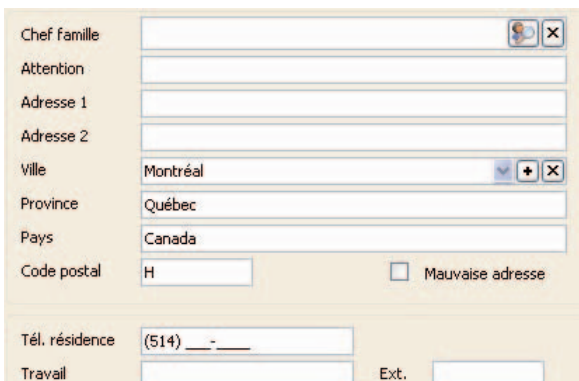 Chef famille
Attention
Adresse 1
Adresse 2
Ville Montréal
Province Québec
Pays Canada
Code postal H Mauvaise adresse
Tél. résidence (514) ___-____
Travail Ext.